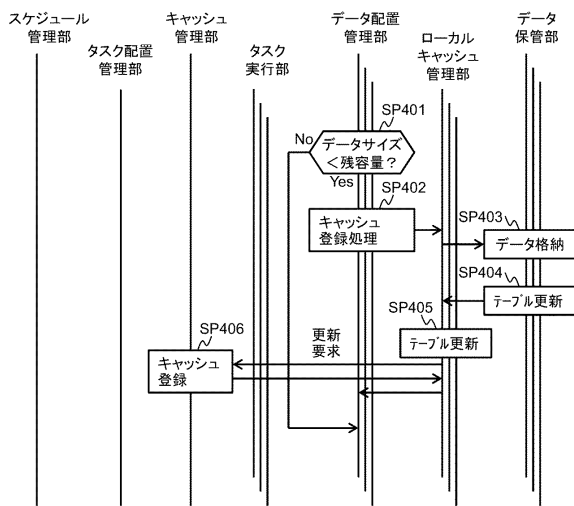 スケジュール
管理部
タスク配置
管理部
キャッシュ
管理部
タスク
実行部
データ配置
管理部
ローカル
キャッシュ
管理部
データ
保管部
SP401
No
データサイズ
<残容量?
Yes
SP402
キャッシュ
登録処理
SP403
データ格納
SP404
テーブル更新
SP405
テーブル更新
SP406
更新
要求
キャッシュ
登録